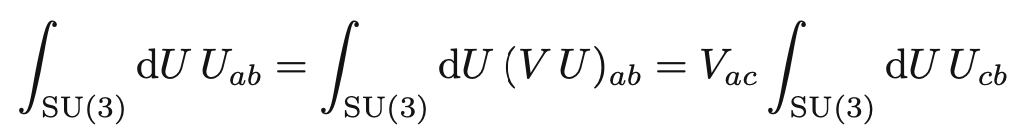 ∫_{SU(3)} dU U_{ab} = ∫_{SU(3)} dU (V U)_{ab} = V_{ac} ∫_{SU(3)} dU U_{cb}